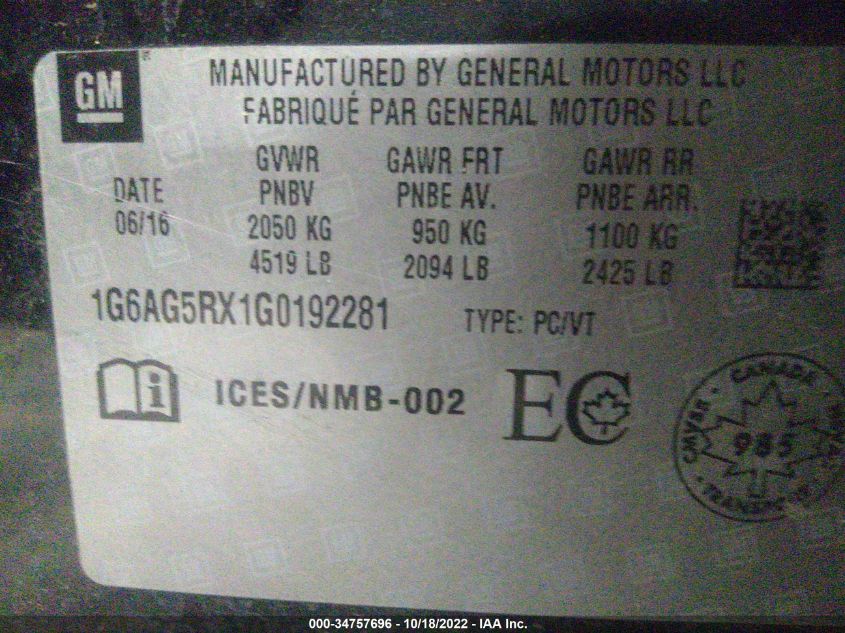 GM
MANUFACTURED BY GENERAL MOTORS LLC
FABRIQUÉ PAR GENERAL MOTORS LLC
DATE
06/16
GVWR
PNBV
2050 KG
4519 LB
GAWR FRT
PNBE AV.
950 KG
2094 LB
GAWR RR
PNBE ARR.
1100 KG
2425 LB
1G6AG5RX1G0192281 TYPE: PC/VT
i ICES/NMB-002 EC
CANADA
985
000-34757696 - 10/18/2022 - IAA Inc.